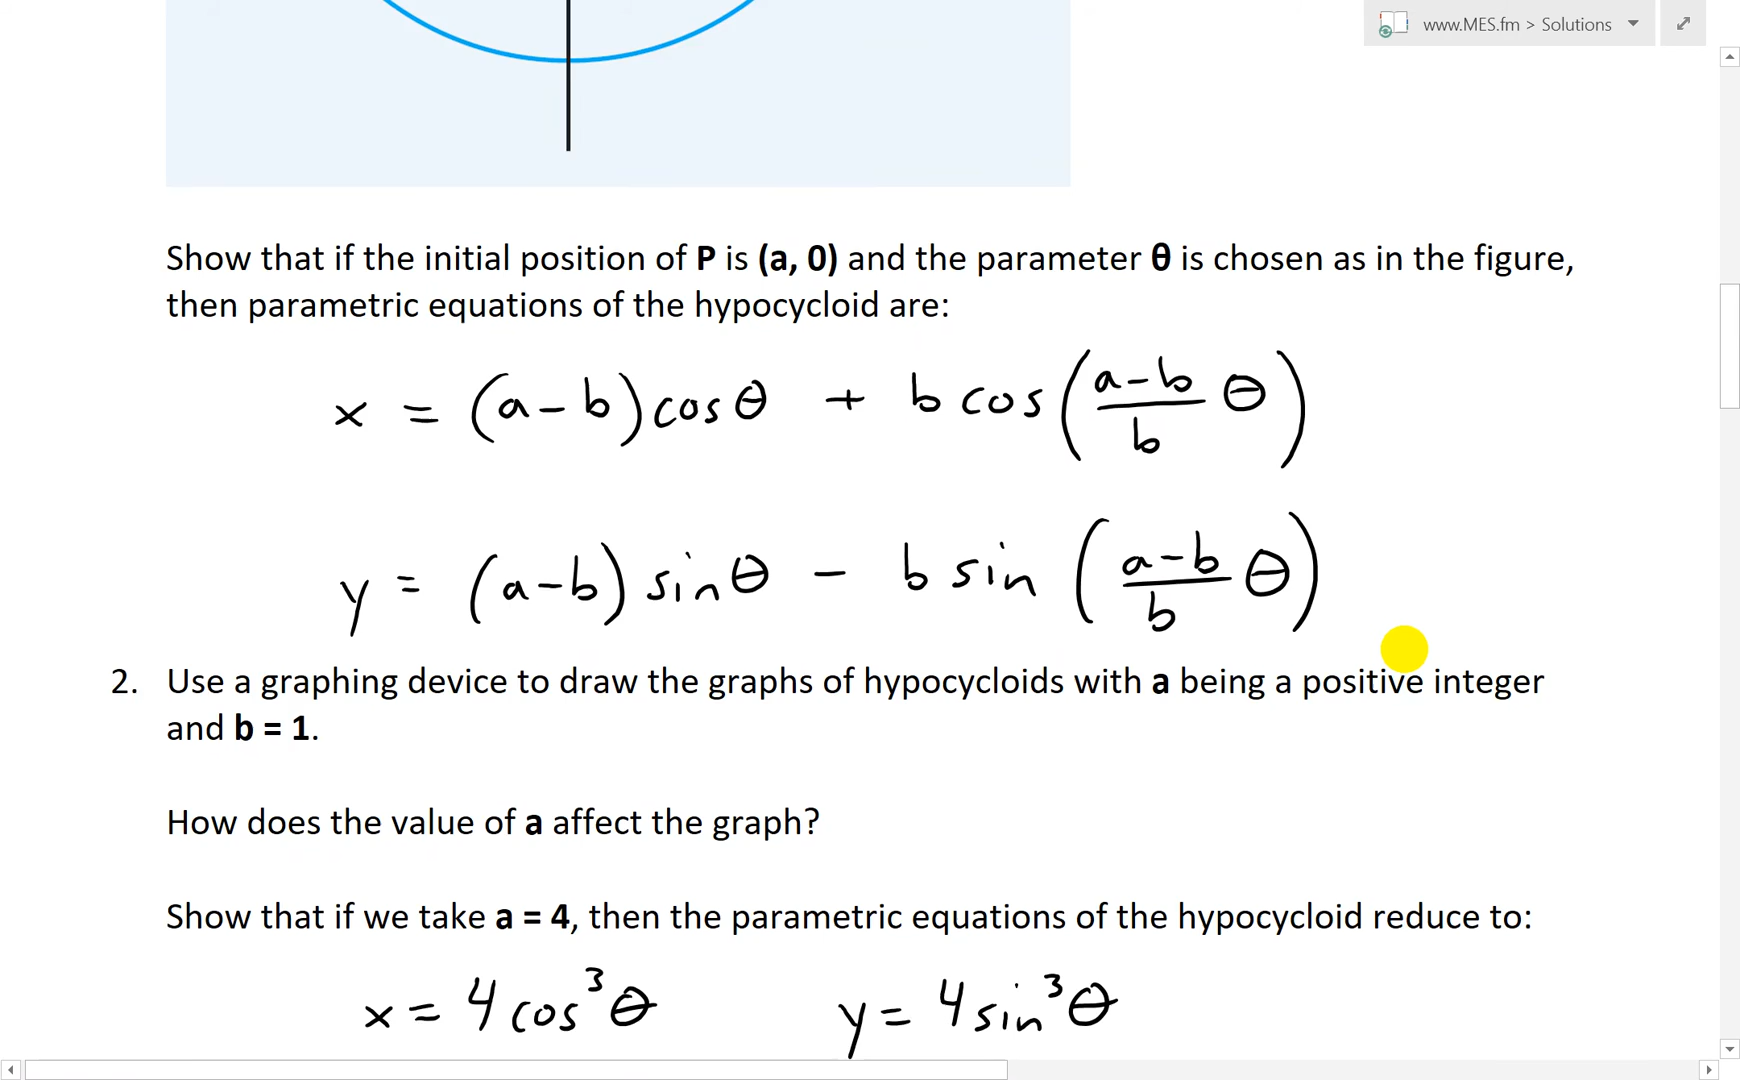 www.MES.fm > Solutions
Show that if the initial position of P is (a, 0) and the parameter θ is chosen as in the figure,
then parametric equations of the hypocycloid are:
x = (a-b)cosθ + b cos((a-b)/b θ)
y = (a-b) sinθ - b sin((a-b)/b θ)
2. Use a graphing device to draw the graphs of hypocycloids with a being a positive integer
and b = 1.
How does the value of a affect the graph?
Show that if we take a = 4, then the parametric equations of the hypocycloid reduce to:
x = 4 cos³θ y = 4 sin³θ